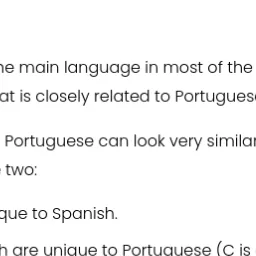 he main language in most of the
at is closely related to Portuguese
Portuguese can look very similar
two:
que to Spanish.
h are unique to Portuguese (C is